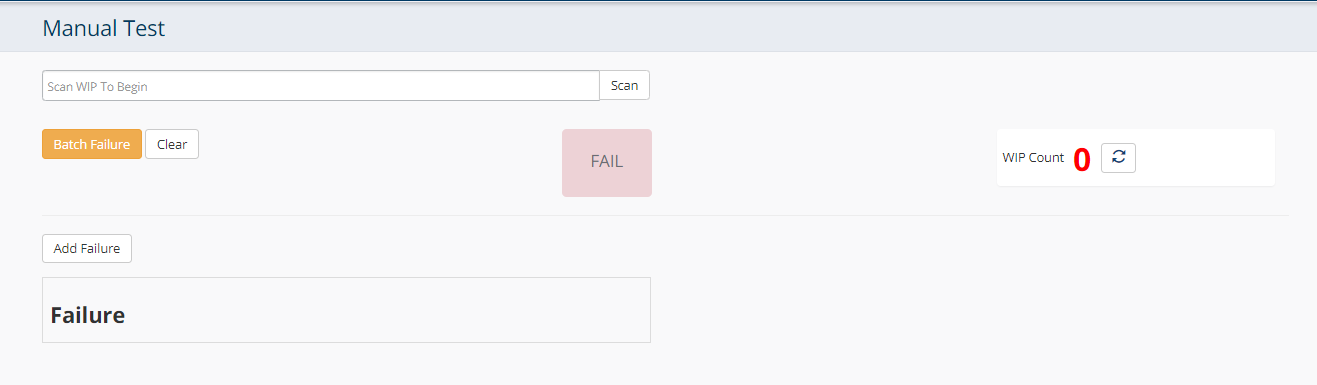 Manual Test
Scan WIP To Begin
Scan
Batch Failure
Clear
FAIL
WIP Count 0
Add Failure
Failure